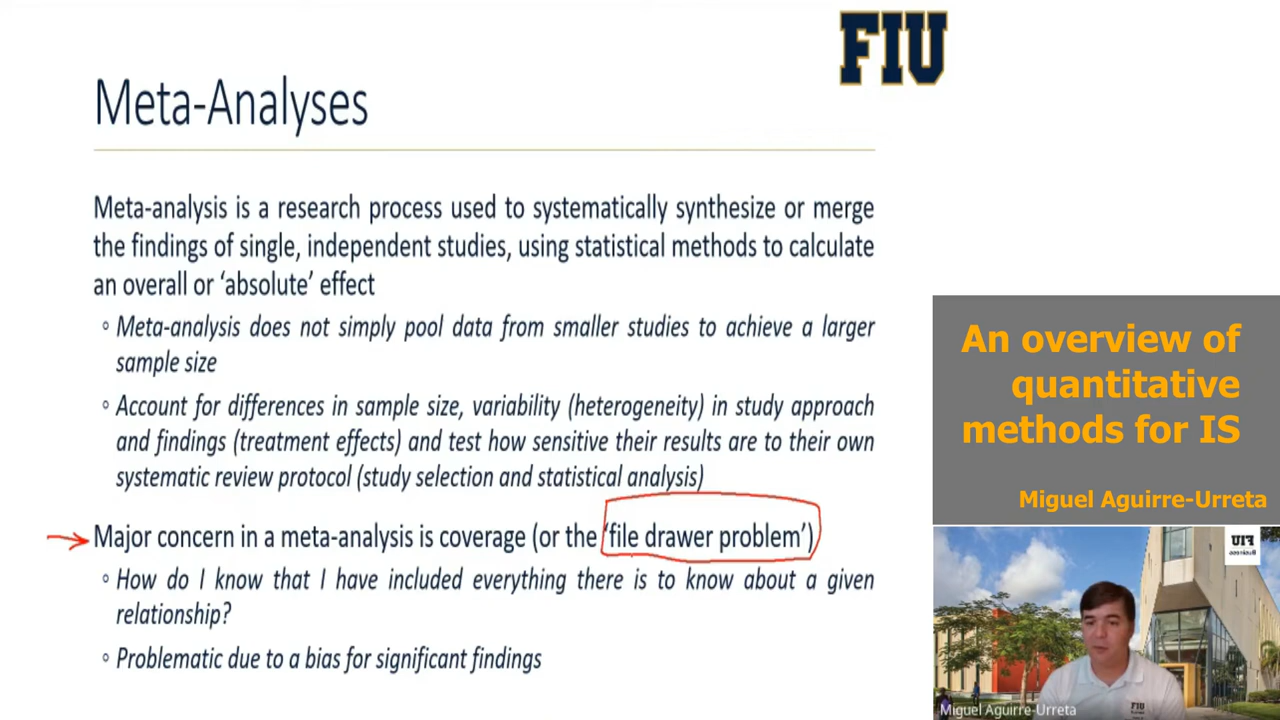 FIU
Meta-Analyses
Meta-analysis is a research process used to systematically synthesize or merge
the findings of single, independent studies, using statistical methods to calculate
an overall or ‘absolute’ effect
◦ Meta-analysis does not simply pool data from smaller studies to achieve a larger
sample size
◦ Account for differences in sample size, variability (heterogeneity) in study approach
and findings (treatment effects) and test how sensitive their results are to their own
systematic review protocol (study selection and statistical analysis)
Major concern in a meta-analysis is coverage (or the ‘file drawer problem’)
◦ How do I know that I have included everything there is to know about a given
relationship?
◦ Problematic due to a bias for significant findings
An overview of
quantitative
methods for IS
Miguel Aguirre-Urreta
FIU
Business
Miguel Aguirre-Urreta